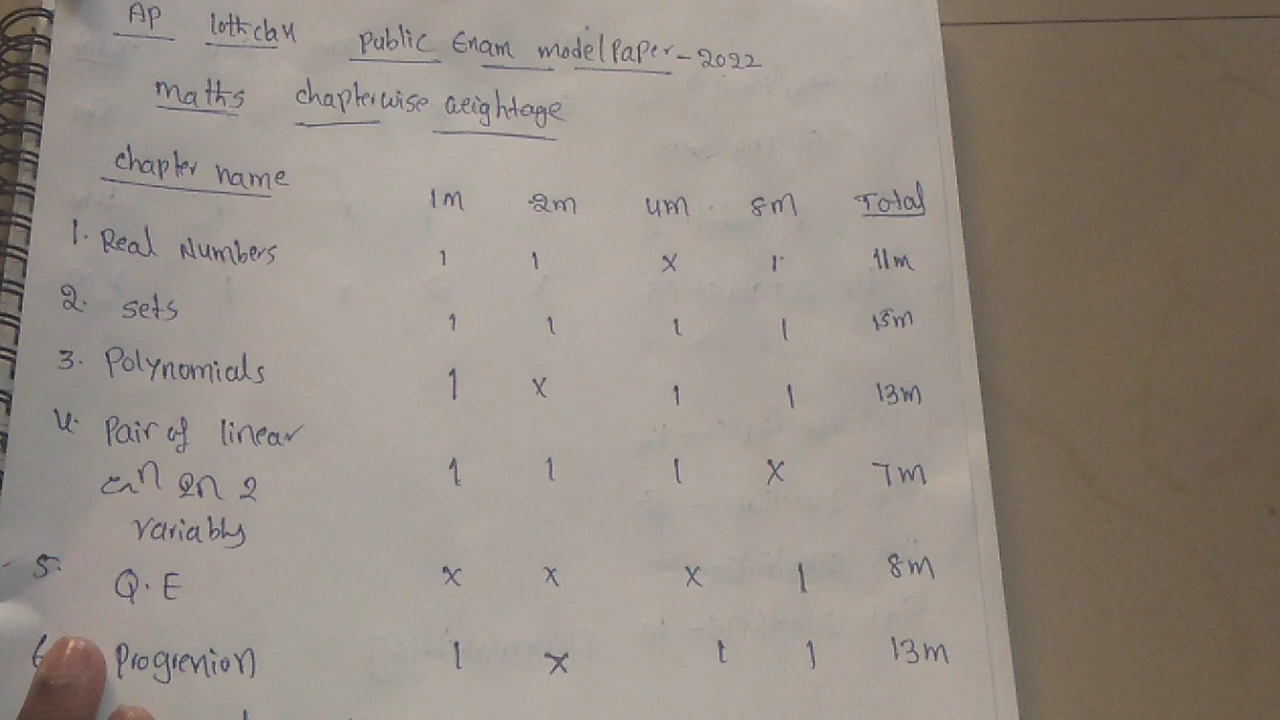 AP 10th class Public Exam model Paper - 2022
maths chapterwise weightage
chapter name 1m 2m 4m 8m Total
1. Real Numbers 1 1 x 1 11m
2. sets 1 1 1 1 15m
3. Polynomials 1 x 1 1 13m
4. Pair of linear
in 2 1 1 1 x 7m
variables
5. Q.E x x x 1 8m
6 Progression 1 x 1 1 13m